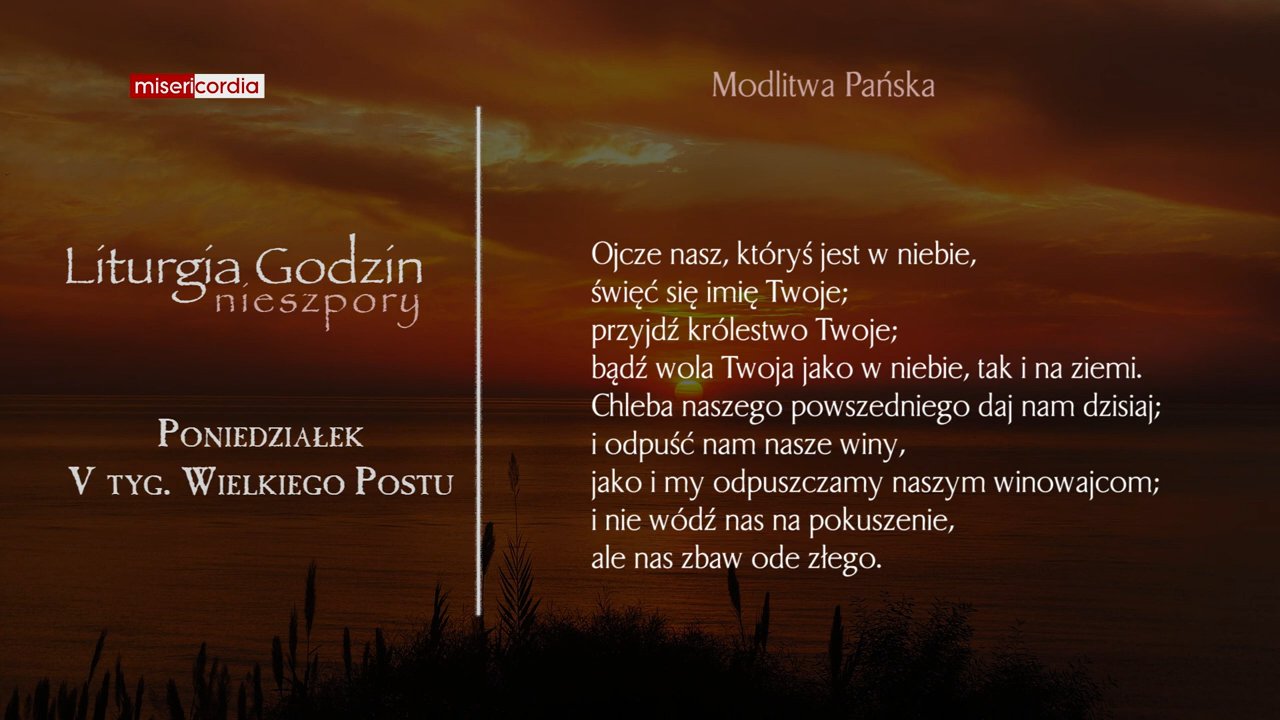 misericordia
Liturgia Godzin
nieszpory
Poniedziałek
V tyg. Wielkiego Postu
Modlitwa Pańska
Ojcze nasz, któryś jest w niebie,
święć się imię Twoje;
przyjdź królestwo Twoje;
bądź wola Twoja jako w niebie, tak i na ziemi.
Chleba naszego powszedniego daj nam dzisiaj;
i odpuść nam nasze winy,
jako i my odpuszczamy naszym winowajcom;
i nie wódź nas na pokuszenie,
ale nas zbaw ode złego.